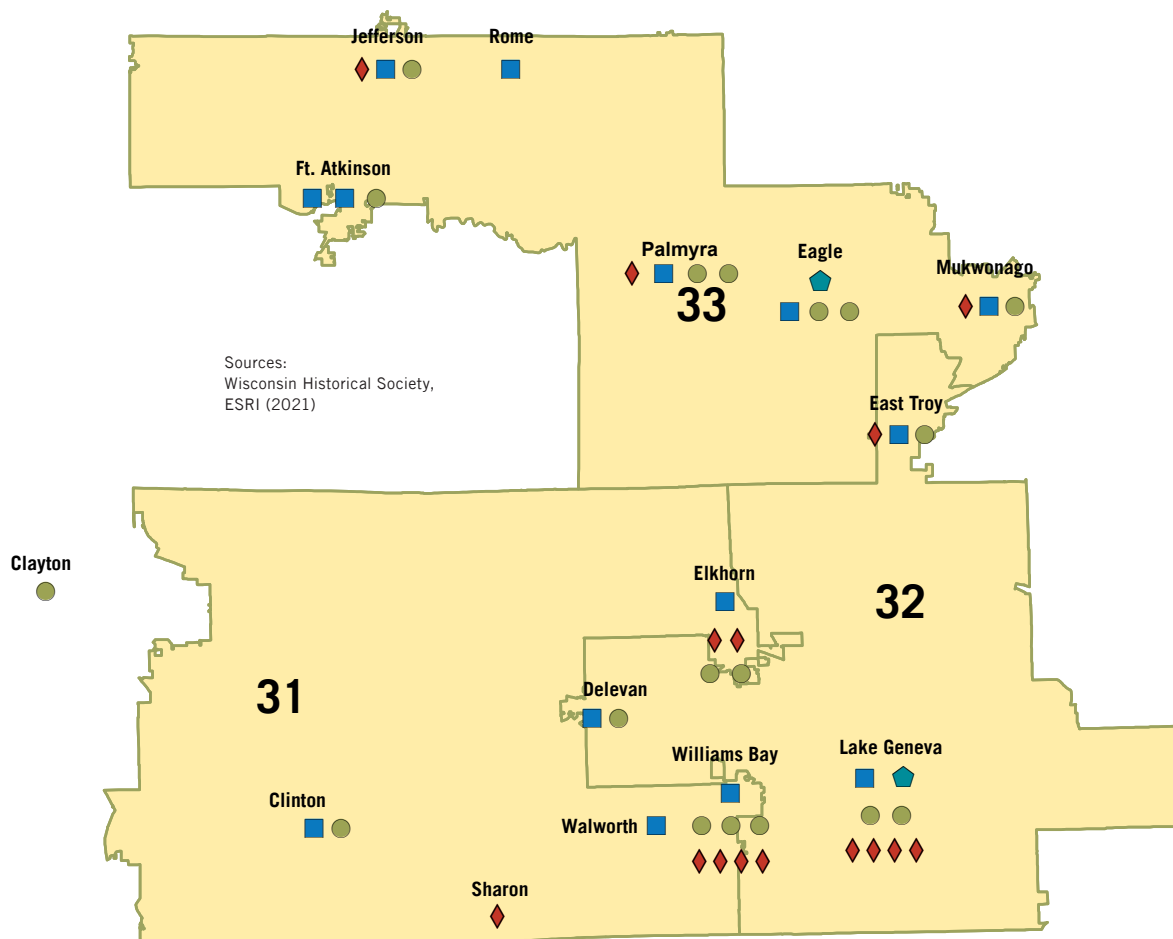 Jefferson
Rome
Ft. Atkinson
Palmyra
Eagle
Mukwonago
33
Sources:
Wisconsin Historical Society,
ESRI (2021)
East Troy
Clayton
Elkhorn
32
31
Delevan
Williams Bay
Lake Geneva
Clinton
Walworth
Sharon